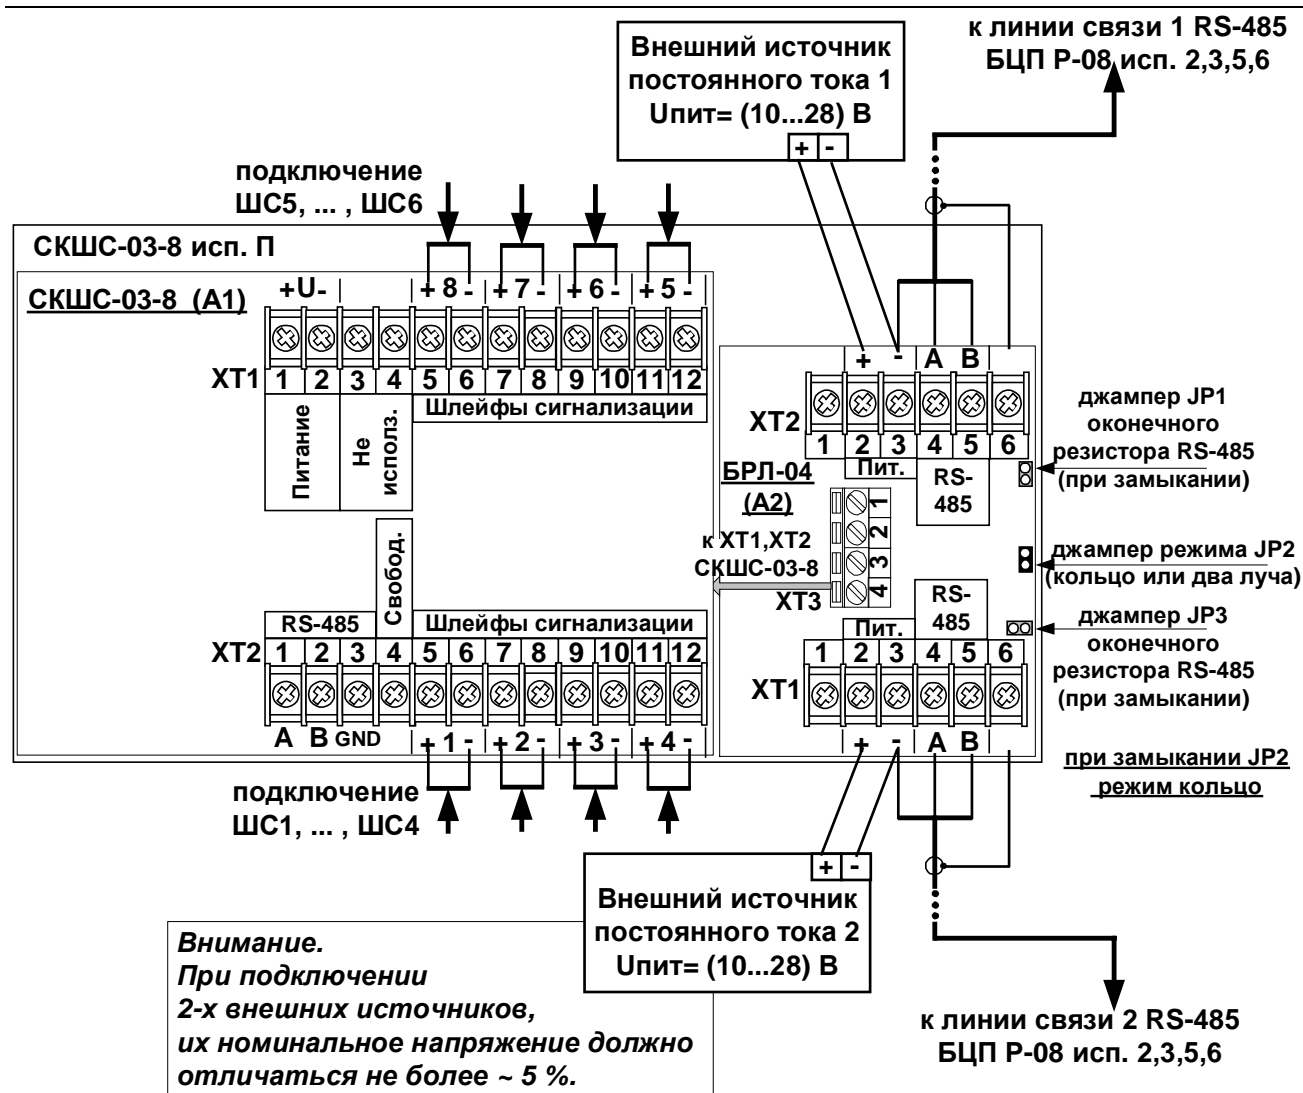 Внешний источник
постоянного тока 1
Uпит= (10...28) В
+ -
к линии связи 1 RS-485
БЦП Р-08 исп. 2,3,5,6
подключение
ШС5, ... , ШС6
СКШС-03-8 исп. П
СКШС-03-8 (А1)
+U-
+ 8 - + 7 - + 6 - + 5 -
XT1 1 2 3 4 5 6 7 8 9 10 11 12
Питание
Не
исполз.
Шлейфы сигнализации
+ - A B
XT2
1 2 3 4 5 6
Пит.
RS-
485
БРЛ-04
(А2)
1
2
3
4
к XT1,XT2
СКШС-03-8
XT3
джампер JP1
оконечного
резистора RS-485
(при замыкании)
джампер режима JP2
(кольцо или два луча)
джампер JP3
оконечного
резистора RS-485
(при замыкании)
при замыкании JP2
режим кольцо
RS-485
Свобод.
Шлейфы сигнализации
XT2 1 2 3 4 5 6 7 8 9 10 11 12
A B GND
+ 1 - + 2 - + 3 - + 4 -
RS-
485
Пит.
1 2 3 4 5 6
XT1
+ - A B
подключение
ШС1, ... , ШС4
+ -
Внешний источник
постоянного тока 2
Uпит= (10...28) В
Внимание.
При подключении
2-х внешних источников,
их номинальное напряжение должно
отличаться не более ~ 5 %.
к линии связи 2 RS-485
БЦП Р-08 исп. 2,3,5,6